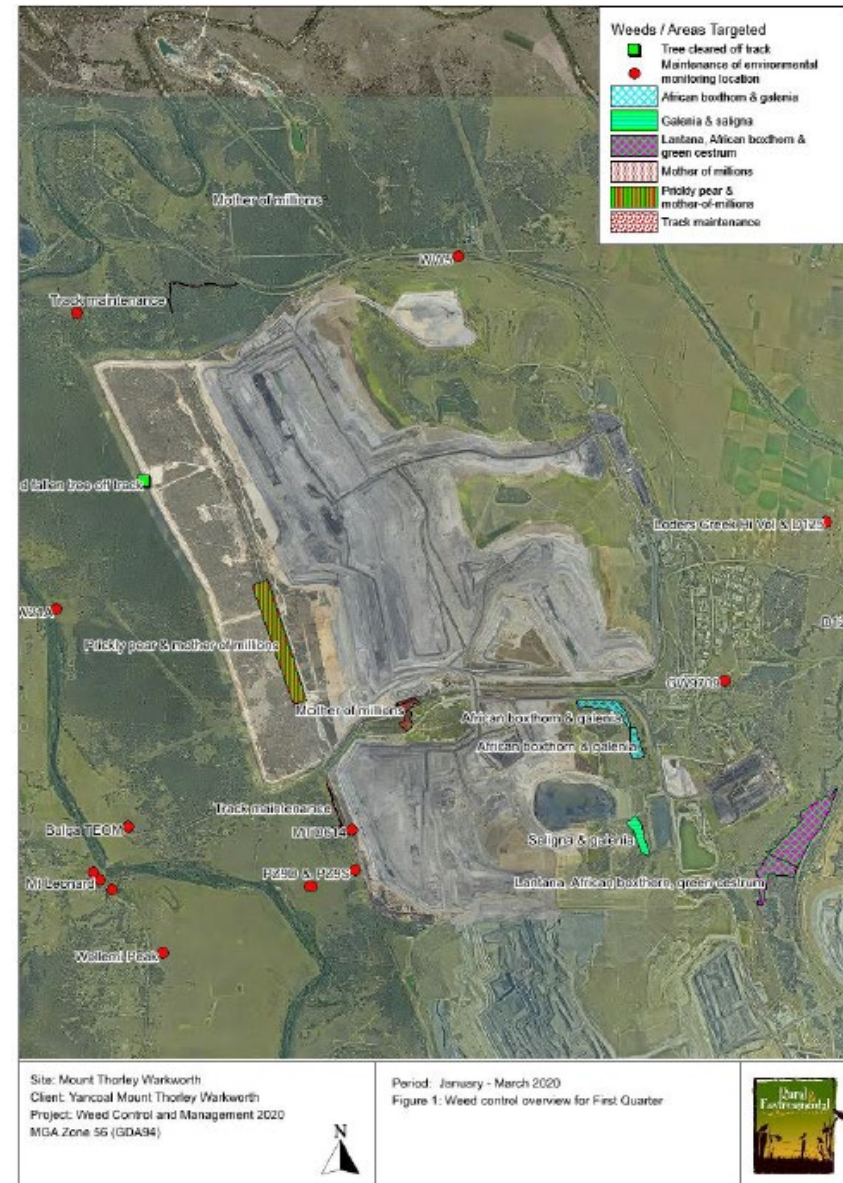 Weeds / Areas Targeted
Tree cleared off track
Maintenance of environmental
monitoring location
African boxthorn & galenia
Galenia & saligna
Lantana, African boxthorn &
green cestrum
Mother of millions
Prickly pear &
mother-of-millions
Track maintenance
Mother of millions
WW5
Track maintenance
d fallen tree off track
Loders Creek Hi Vol & D125
Prickly pear & mother of millions
GW9709
Mother of millions
African boxthorn & galenia
African boxthorn & galenia
Track maintenance
Bulga TEOM
MTD614
Saligna & galenia
Mt Leonard
PZ9D & PZ9S
Lantana, African boxthorn, green cestrum
Wollemi Peak
Site: Mount Thorley Warkworth
Client: Yancoal Mount Thorley Warkworth
Project: Weed Control and Management 2020
MGA Zone 56 (GDA94)
N
Period: January - March 2020
Figure 1: Weed control overview for First Quarter
Rural &
Environmental